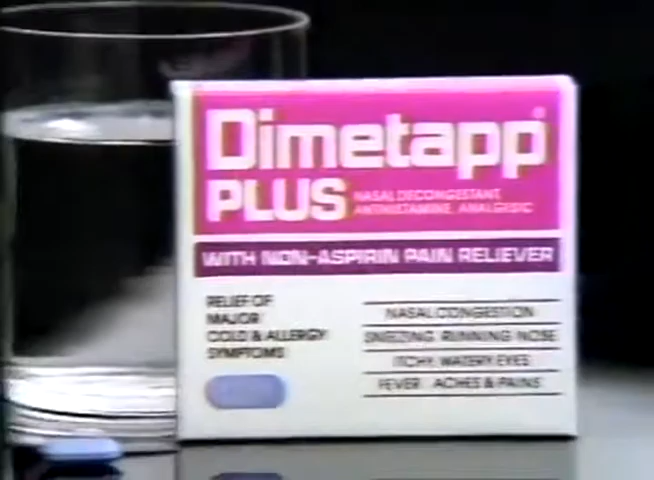 Dimetapp®
PLUS
NASAL DECONGESTANT,
ANTIHISTAMINE, ANALGESIC
WITH NON-ASPIRIN PAIN RELIEVER
RELIEF OF
MAJOR
COLD & ALLERGY
SYMPTOMS
NASAL CONGESTION
SNEEZING, RUNNING NOSE
ITCHY, WATERY EYES
FEVER, ACHES & PAINS